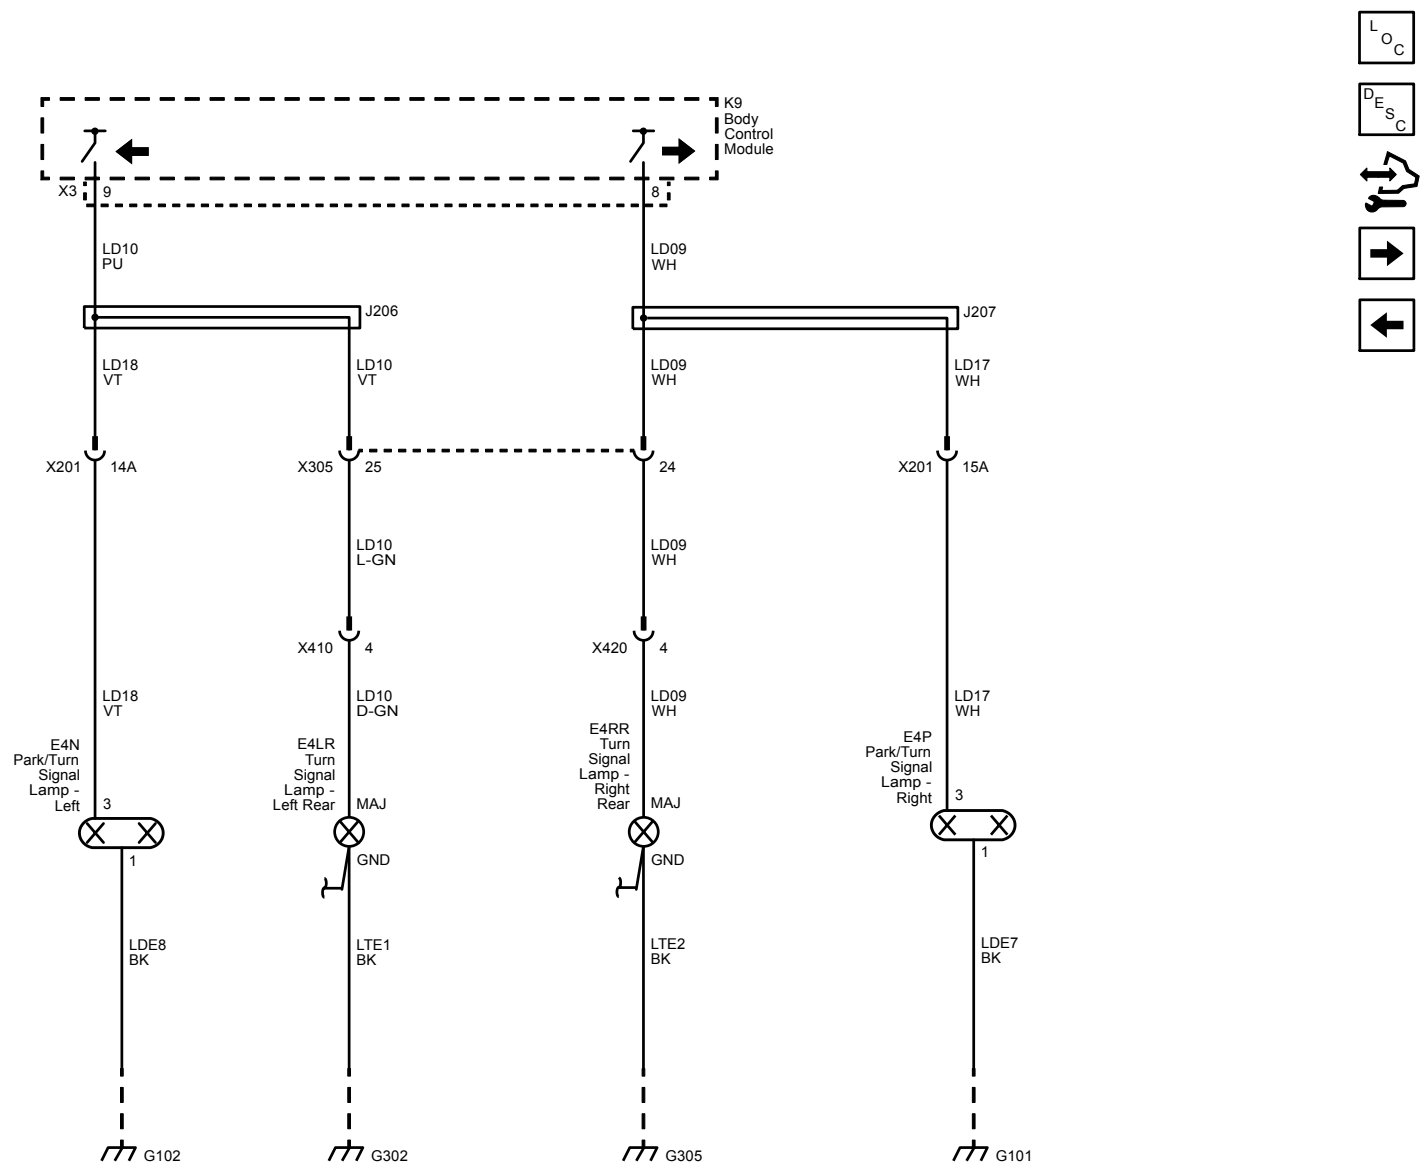 L
O
C
D
E
S
C
K9
Body
Control
Module
X3 9 8
LD10
PU
LD09
WH
J206
J207
LD18
VT
LD10
VT
LD09
WH
LD17
WH
X201 14A
X305 25
24
X201 15A
LD10
L-GN
LD09
WH
X410 4
X420 4
LD18
VT
LD10
D-GN
LD09
WH
LD17
WH
E4N
Park/Turn
Signal
Lamp -
Left
3
E4LR
Turn
Signal
Lamp -
Left Rear
MAJ
E4RR
Turn
Signal
Lamp -
Right
Rear
MAJ
E4P
Park/Turn
Signal
Lamp -
Right
3
1
GND
GND
1
LDE8
BK
LTE1
BK
LTE2
BK
LDE7
BK
G102
G302
G305
G101